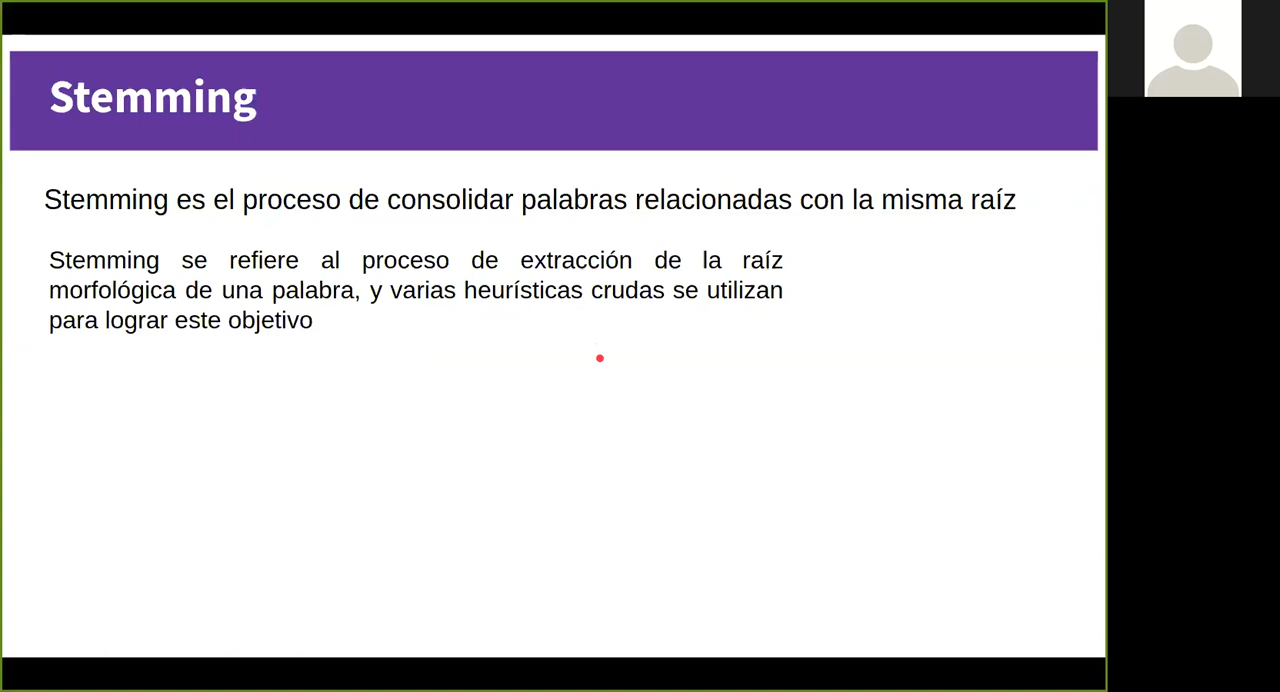 Stemming
Stemming es el proceso de consolidar palabras relacionadas con la misma raíz
Stemming se refiere al proceso de extracción de la raíz
morfológica de una palabra, y varias heurísticas crudas se utilizan
para lograr este objetivo